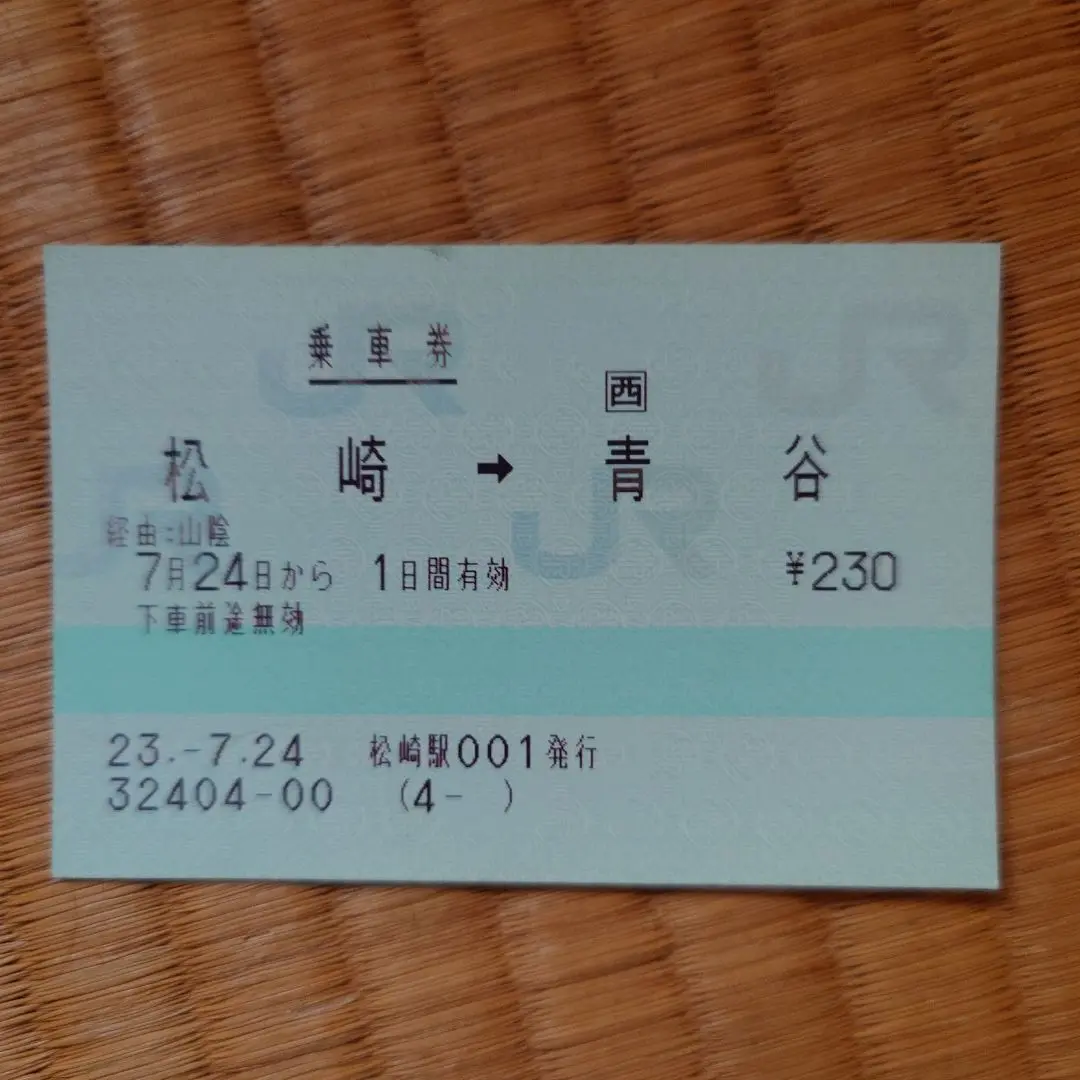 乗車券
西
松崎→青谷
経由:山陰
7月24日から 1日間有効 ¥230
下車前途無効
23.-7.24 松崎駅001発行
32404-00 (4- )